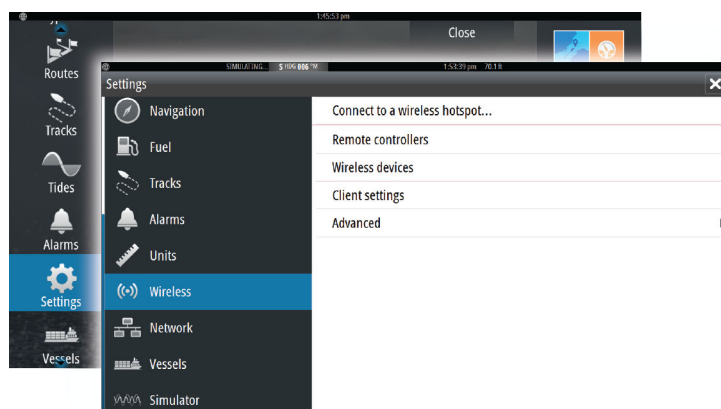 1:45:53 pm
Close
Routes
Tracks
Tides
Alarms
Settings
Vessels
SIMULATING... S HDG 006 °M 1:53:39 pm 70.1 ft
Settings
Navigation
Fuel
Tracks
Alarms
Units
Wireless
Network
Vessels
Simulator
Connect to a wireless hotspot...
Remote controllers
Wireless devices
Client settings
Advanced